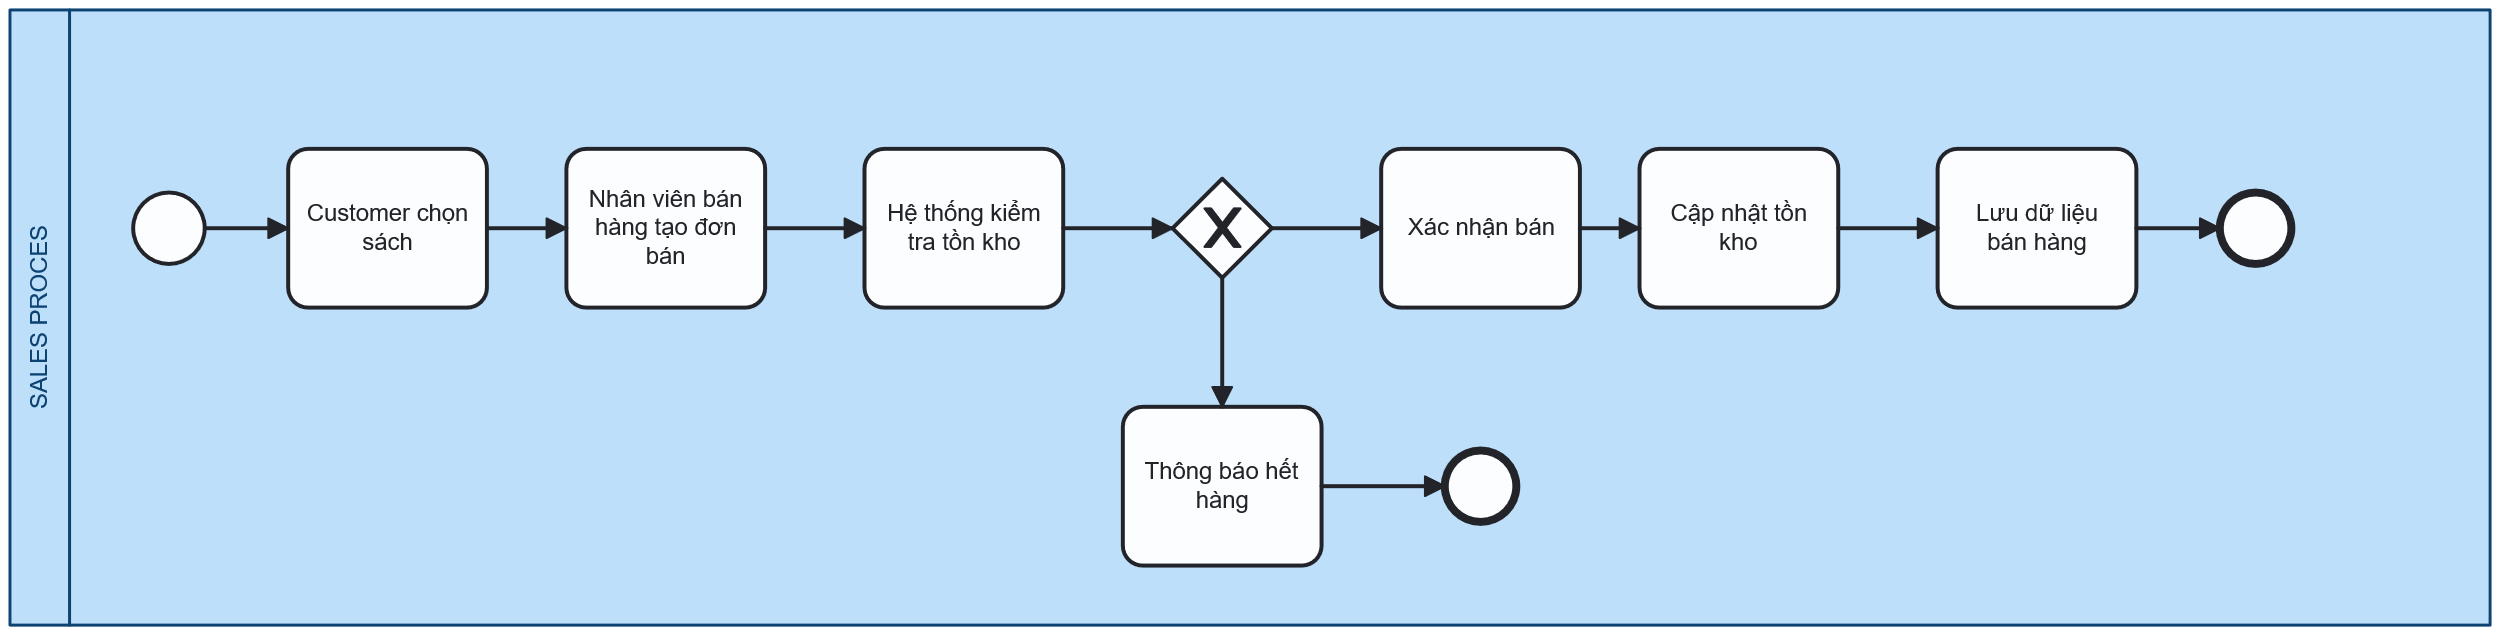 SALES PROCES
Customer chọn
sách
Nhân viên bán
hàng tạo đơn
bán
Hệ thống kiểm
tra tồn kho
X
Xác nhận bán
Cập nhật tồn
kho
Lưu dữ liệu
bán hàng
Thông báo hết
hàng